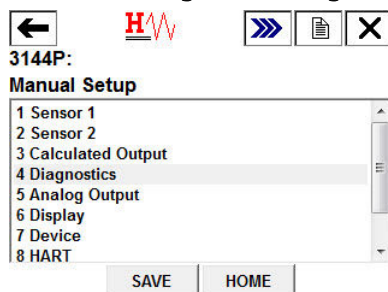 H
3144P:
Manual Setup
1 Sensor 1
2 Sensor 2
3 Calculated Output
4 Diagnostics
5 Analog Output
6 Display
7 Device
8 HART
SAVE HOME